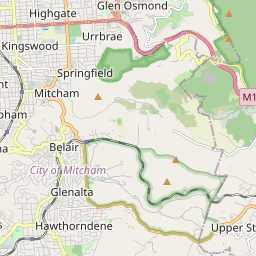 Highgate
Glen Osmond
Urrbrae
Kingswood
Springfield
M1
Mitcham
Belair
City of Mitcham
Glenalta
Hawthorndene
Upper St